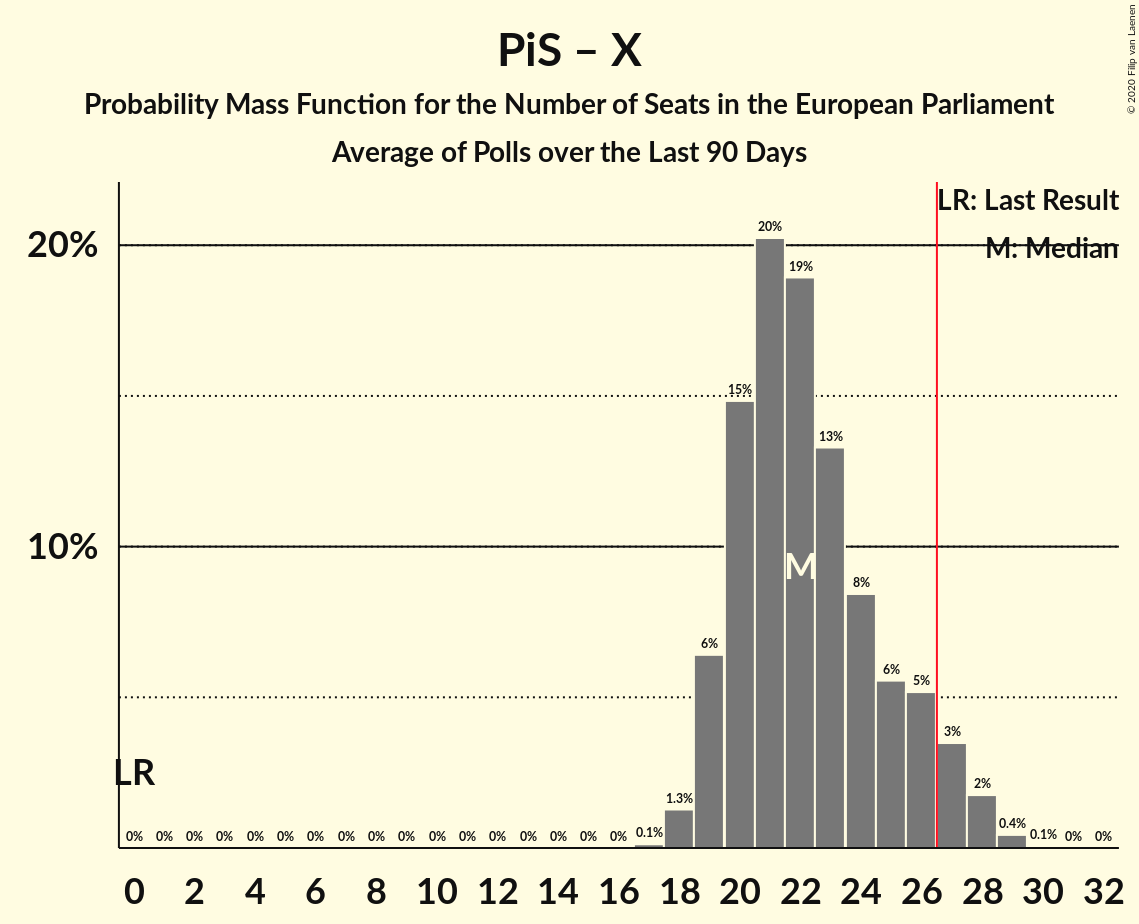 PiS – X
Probability Mass Function for the Number of Seats in the European Parliament
Average of Polls over the Last 90 Days
© 2020 Filip van Laenen
LR: Last Result
M: Median
20%
10%
20%
19%
15%
13%
M
8%
6%
6%
5%
3%
2%
LR
0% 0% 0% 0% 0% 0% 0% 0% 0% 0% 0% 0% 0% 0% 0% 0% 0% 0.1% 1.3% 0.4% 0.1% 0% 0%
0 2 4 6 8 10 12 14 16 18 20 22 24 26 28 30 32